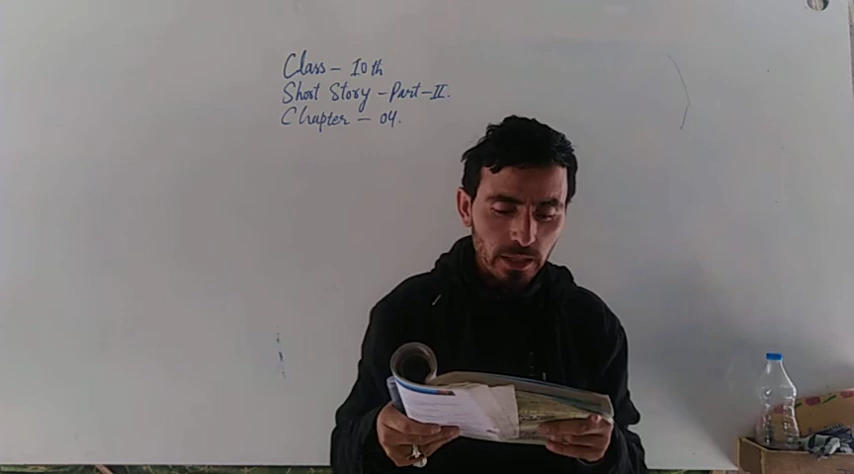 Class - 10th
Short Story - Part - II.
Chapter - 04.